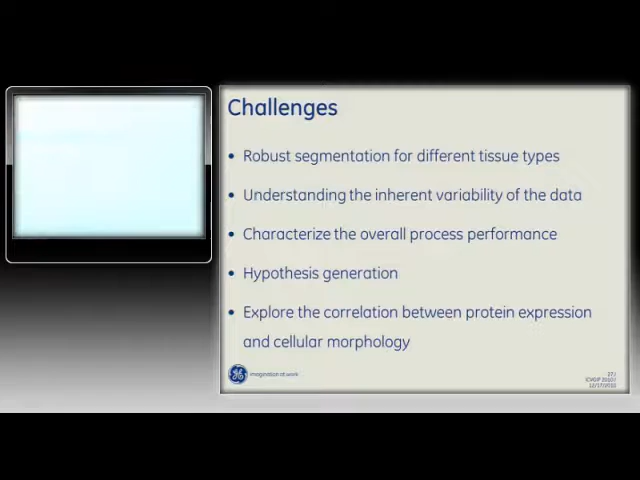 Challenges
• Robust segmentation for different tissue types
• Understanding the inherent variability of the data
• Characterize the overall process performance
• Hypothesis generation
• Explore the correlation between protein expression
and cellular morphology
imagination at work